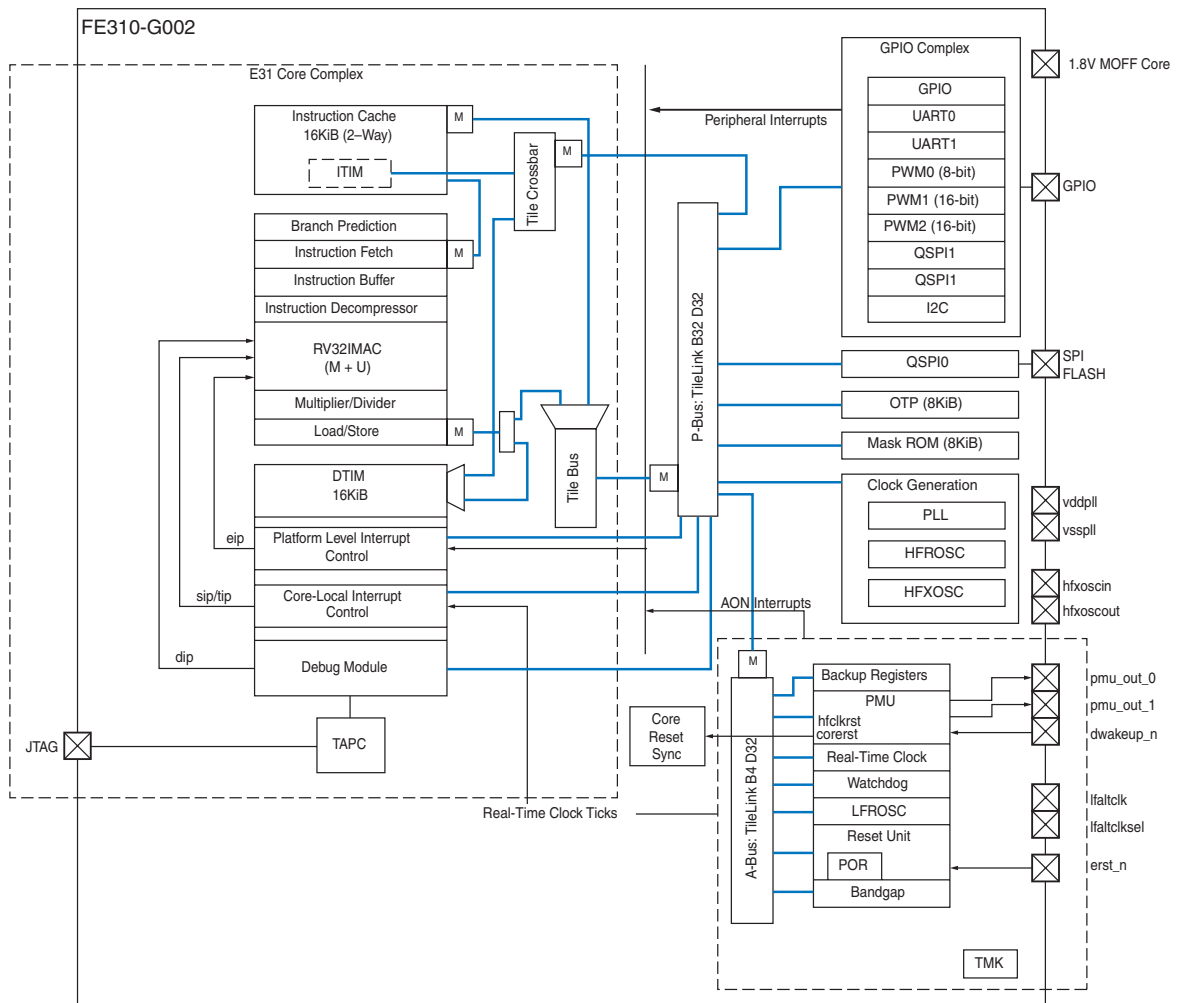 FE310-G002
E31 Core Complex
Instruction Cache
16KiB (2–Way)
M
ITIM
Tile Crossbar
M
Branch Prediction
Instruction Fetch
M
Instruction Buffer
Instruction Decompressor
RV32IMAC
(M + U)
Multiplier/Divider
Load/Store
M
DTIM
16KiB
Tile Bus
eip
Platform Level Interrupt
Control
sip/tip
Core-Local Interrupt
Control
dip
Debug Module
TAPC
JTAG
Real-Time Clock Ticks
Peripheral Interrupts
P-Bus: TileLink B32 D32
M
GPIO Complex
GPIO
UART0
UART1
PWM0 (8-bit)
PWM1 (16-bit)
PWM2 (16-bit)
QSPI1
QSPI1
I2C
1.8V MOFF Core
GPIO
QSPI0
SPI
FLASH
OTP (8KiB)
Mask ROM (8KiB)
Clock Generation
PLL
HFROSC
HFXOSC
vddpll
vsspll
hfxoscin
hfxoscout
AON Interrupts
M
A-Bus: TileLink B4 D32
Core
Reset
Sync
Backup Registers
PMU
hfclkrst
corerst
Real-Time Clock
Watchdog
LFROSC
Reset Unit
POR
Bandgap
TMK
pmu_out_0
pmu_out_1
dwakeup_n
lfaltclk
lfaltclksel
erst_n